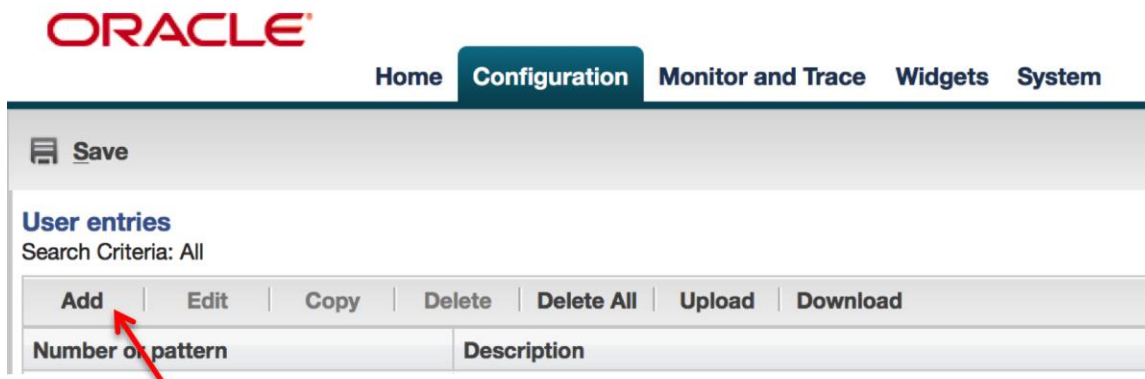 ORACLE
Home Configuration Monitor and Trace Widgets System
Save
User entries
Search Criteria: All
Add Edit Copy Delete Delete All Upload Download
Number or pattern Description